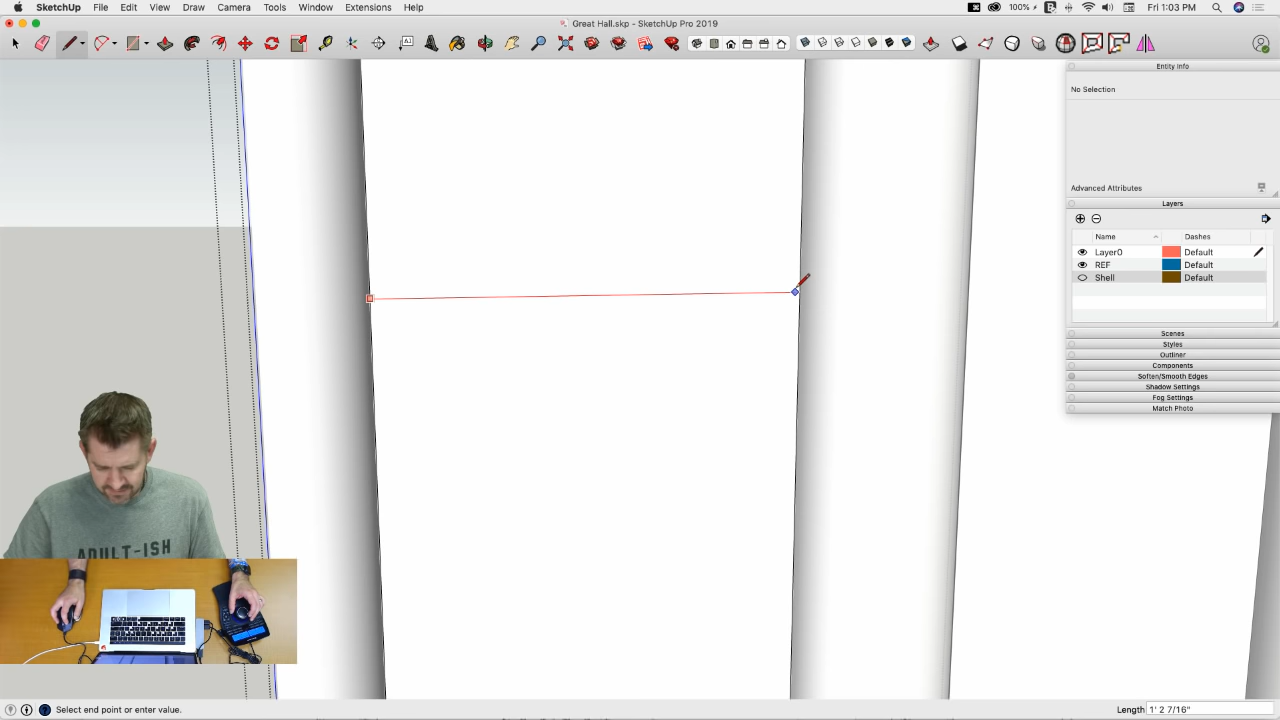 SketchUp File Edit View Camera Draw Tools Window Extensions Help 100% Fri 1:03 PM
Great Hall.skp - SketchUp Pro 2019
Entity Info
No Selection
Advanced Attributes
Layers
Name Dashes
Layer0 Default
REF Default
Shell Default
Scenes
Styles
Outliner
Components
Soften/Smooth Edges
Shadow Settings
Fog Settings
Match Photo
ADULT-ISH
Select end point or enter value.
Length 1' 2 7/16"